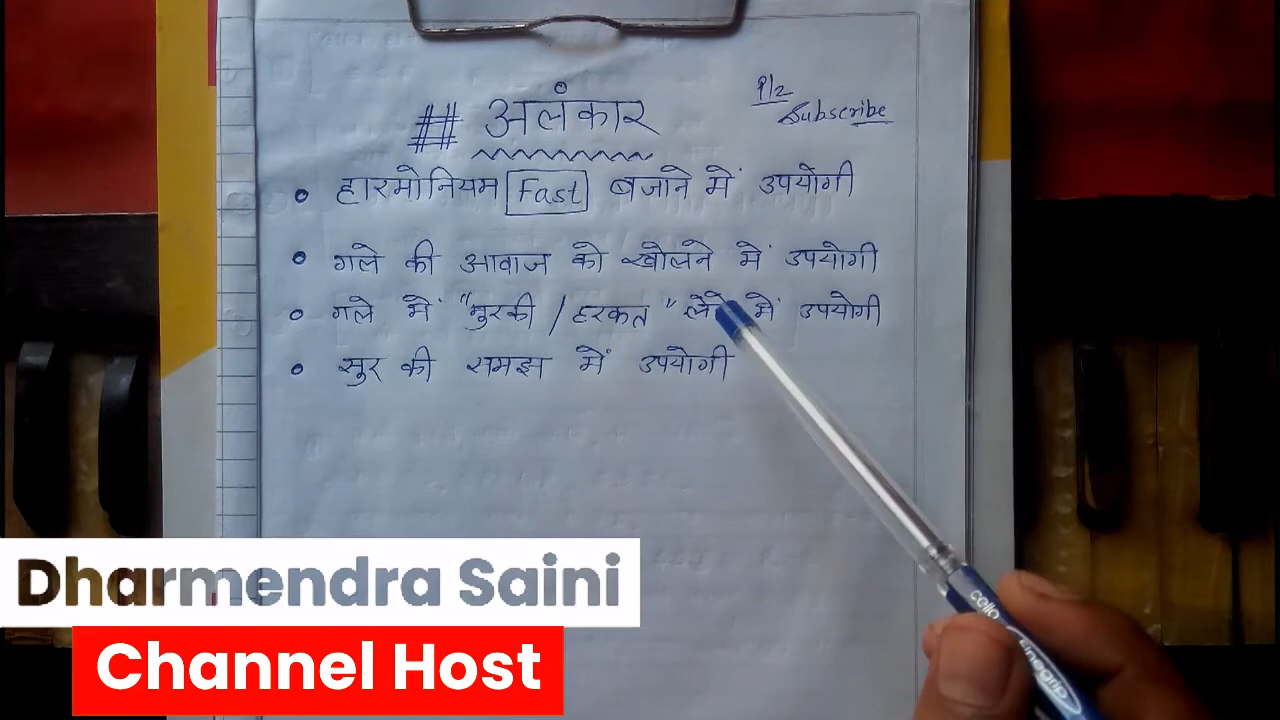 ## अलंकार
Plz
Subscribe
• हारमोनियम Fast बजाने में उपयोगी
• गले की आवाज को खोलने में उपयोगी
• गले में "मुरकी / हरकत" लेने में उपयोगी
• सुर की समझ में उपयोगी
Dharmendra Saini
Channel Host
cello
Finegrip